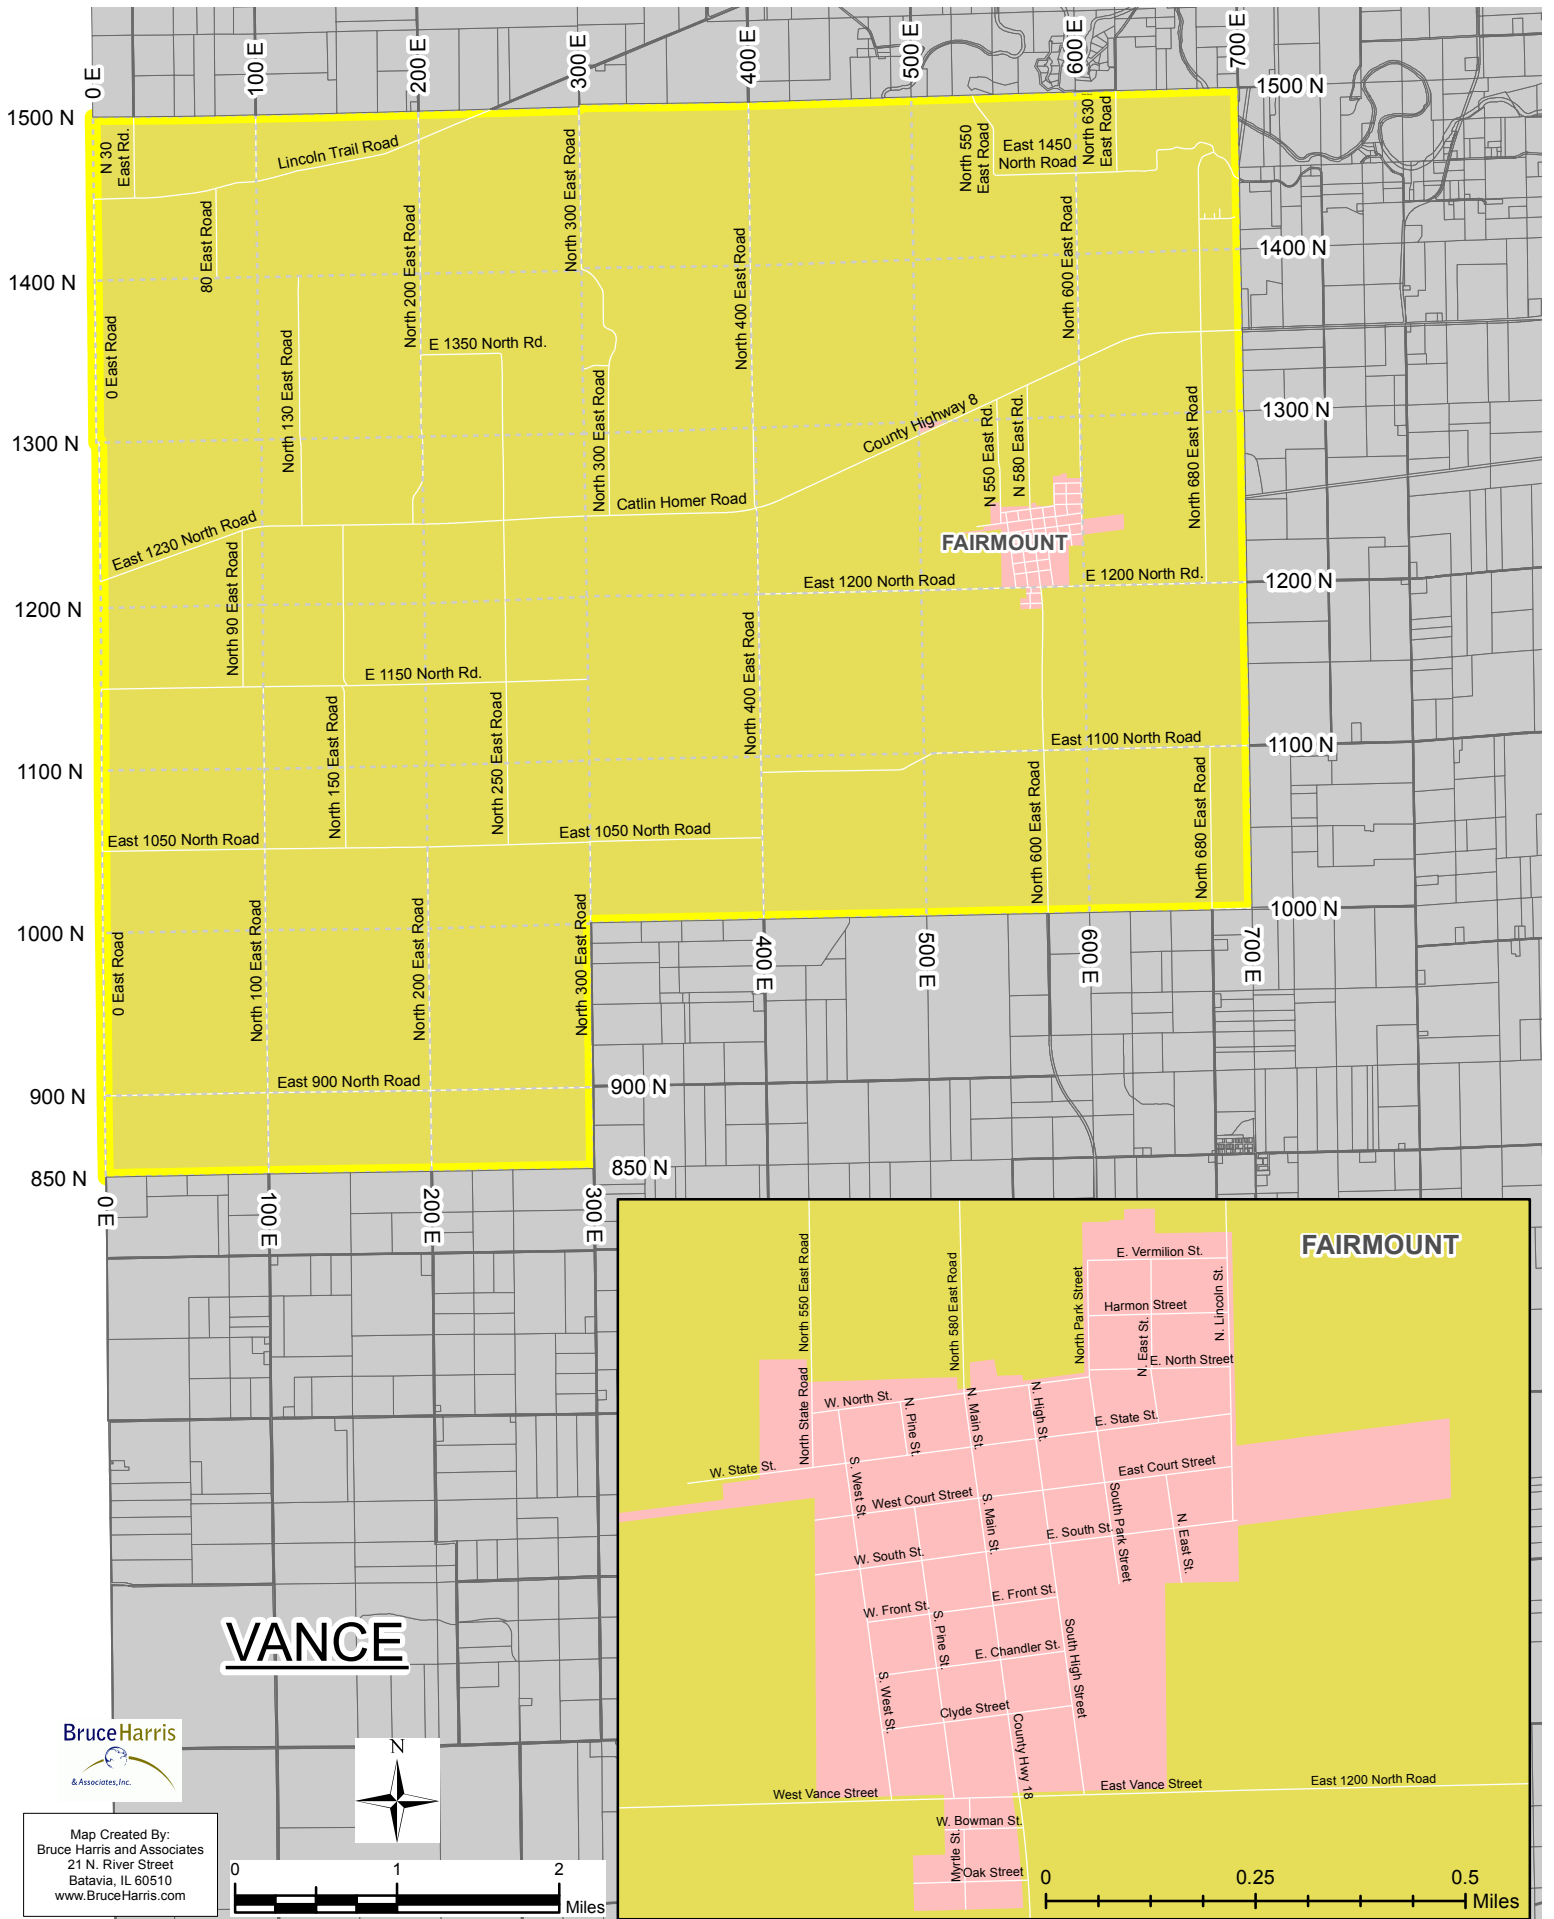 0 E
100 E
200 E
300 E
400 E
500 E
600 E
700 E
1500 N
1500 N
N 30
East Rd.
Lincoln Trail Road
North 300 East Road
North 550
East Road
East 1450
North Road
North 630
East Road
80 East Road
North 200 East Road
North 400 East Road
North 600 East Road
1400 N
1400 N
0 East Road
North 130 East Road
E 1350 North Rd.
North 300 East Road
County Highway 8
N 550 East Rd.
N 580 East Rd.
North 680 East Road
1300 N
1300 N
East 1230 North Road
Catlin Homer Road
FAIRMOUNT
North 90 East Road
East 1200 North Road
E 1200 North Rd.
1200 N
1200 N
E 1150 North Rd.
North 400 East Road
North 150 East Road
North 250 East Road
East 1100 North Road
1100 N
1100 N
East 1050 North Road
East 1050 North Road
North 600 East Road
North 680 East Road
1000 N
1000 N
0 East Road
North 100 East Road
North 200 East Road
North 300 East Road
400 E
500 E
600 E
700 E
East 900 North Road
900 N
900 N
850 N
850 N
0 E
100 E
200 E
300 E
FAIRMOUNT
North 550 East Road
North 580 East Road
North Park Street
E. Vermilion St.
Harmon Street
N. Lincoln St.
N. East St.
E. North Street
North State Road
W. North St.
N. Pine St.
N. Main St.
N. High St.
E. State St.
W. State St.
S. West St.
West Court Street
East Court Street
S. Main St.
South Park Street
N. East St.
W. South St.
E. South St.
W. Front St.
E. Front St.
S. Pine St.
E. Chandler St.
South High Street
S. West St.
Clyde Street
County Hwy 18
West Vance Street
East Vance Street
East 1200 North Road
W. Bowman St.
Myrtle St.
Oak Street
0
0.25
0.5
Miles
VANCE
BruceHarris
& Associates, Inc.
N
Map Created By:
Bruce Harris and Associates
21 N. River Street
Batavia, IL 60510
www.BruceHarris.com
0
1
2
Miles